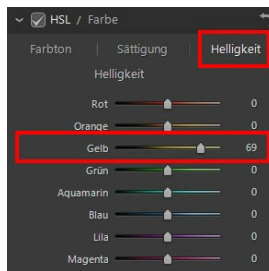 HSL / Farbe
Farbton | Sättigung | Helligkeit
Helligkeit
Rot 0
Orange 0
Gelb 69
Grün 0
Aquamarin 0
Blau 0
Lila 0
Magenta 0